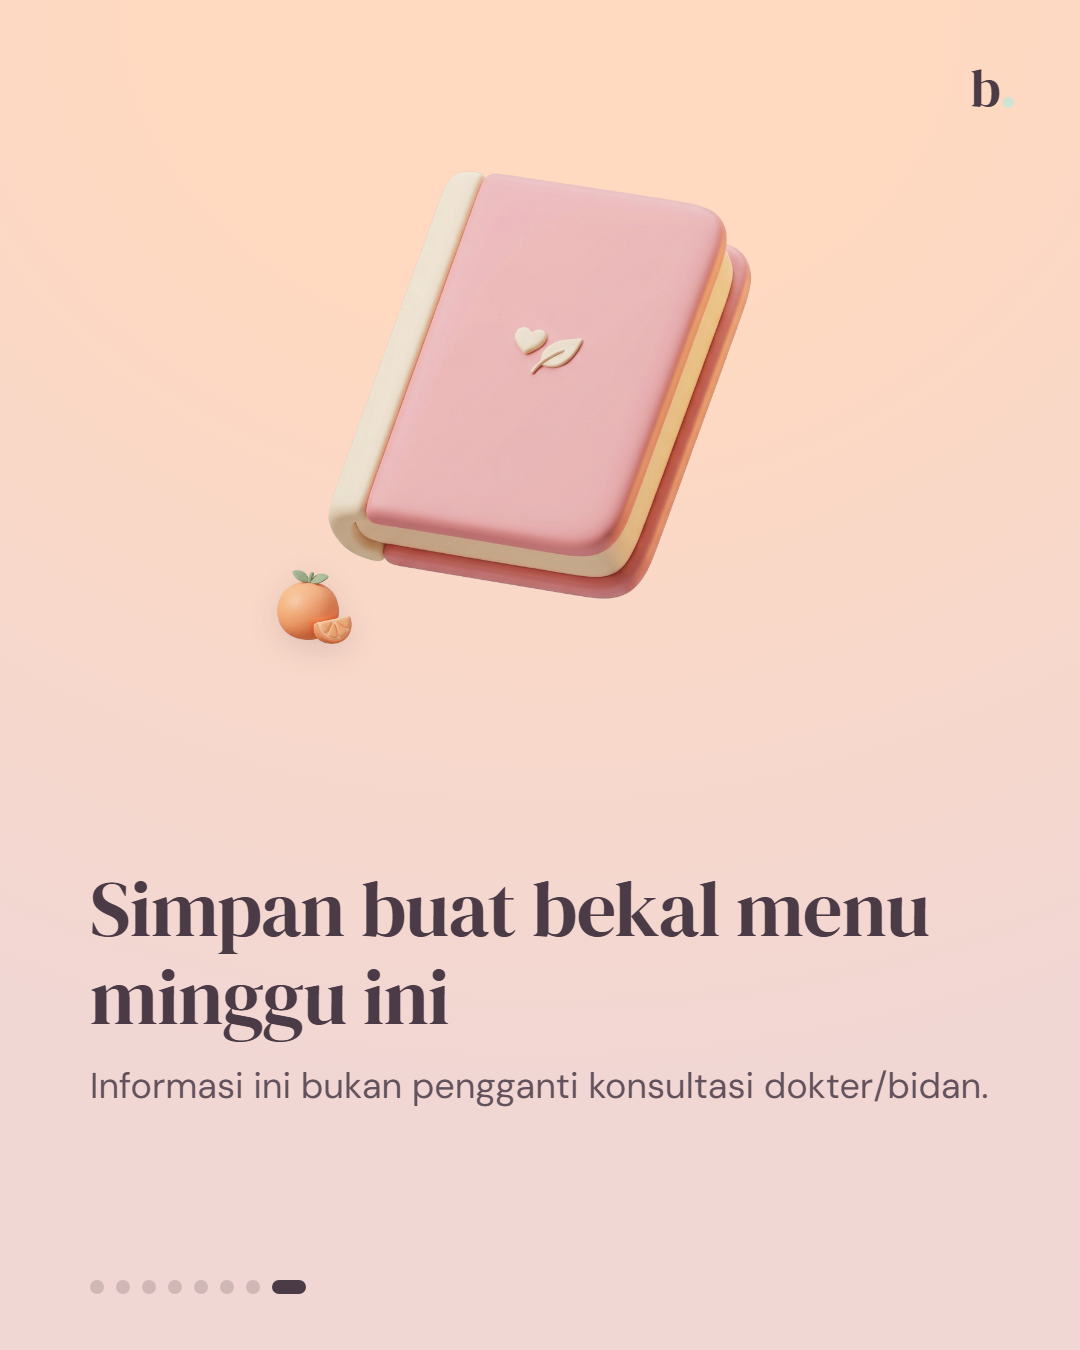 b.
Simpan buat bekal menu
minggu ini
Informasi ini bukan pengganti konsultasi dokter/bidan.